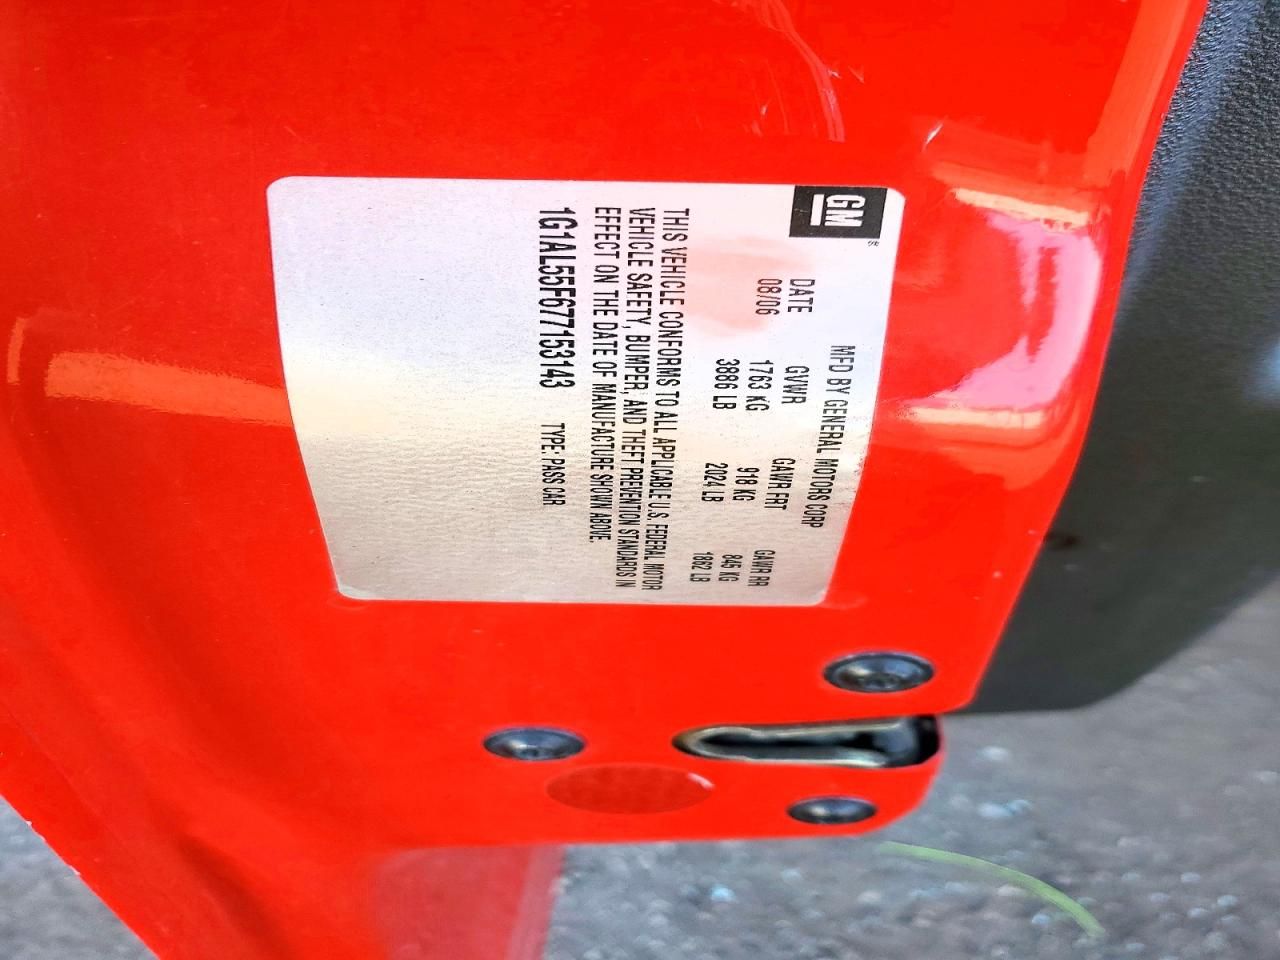 GM®
MFD BY GENERAL MOTORS CORP
DATE GVWR GAWR FRT GAWR RR
08/06 1763 KG 918 KG 845 KG
3886 LB 2024 LB 1862 LB
THIS VEHICLE CONFORMS TO ALL APPLICABLE U.S. FEDERAL MOTOR
VEHICLE SAFETY, BUMPER, AND THEFT PREVENTION STANDARDS IN
EFFECT ON THE DATE OF MANUFACTURE SHOWN ABOVE.
1G1AL55F677153143 TYPE: PASS CAR